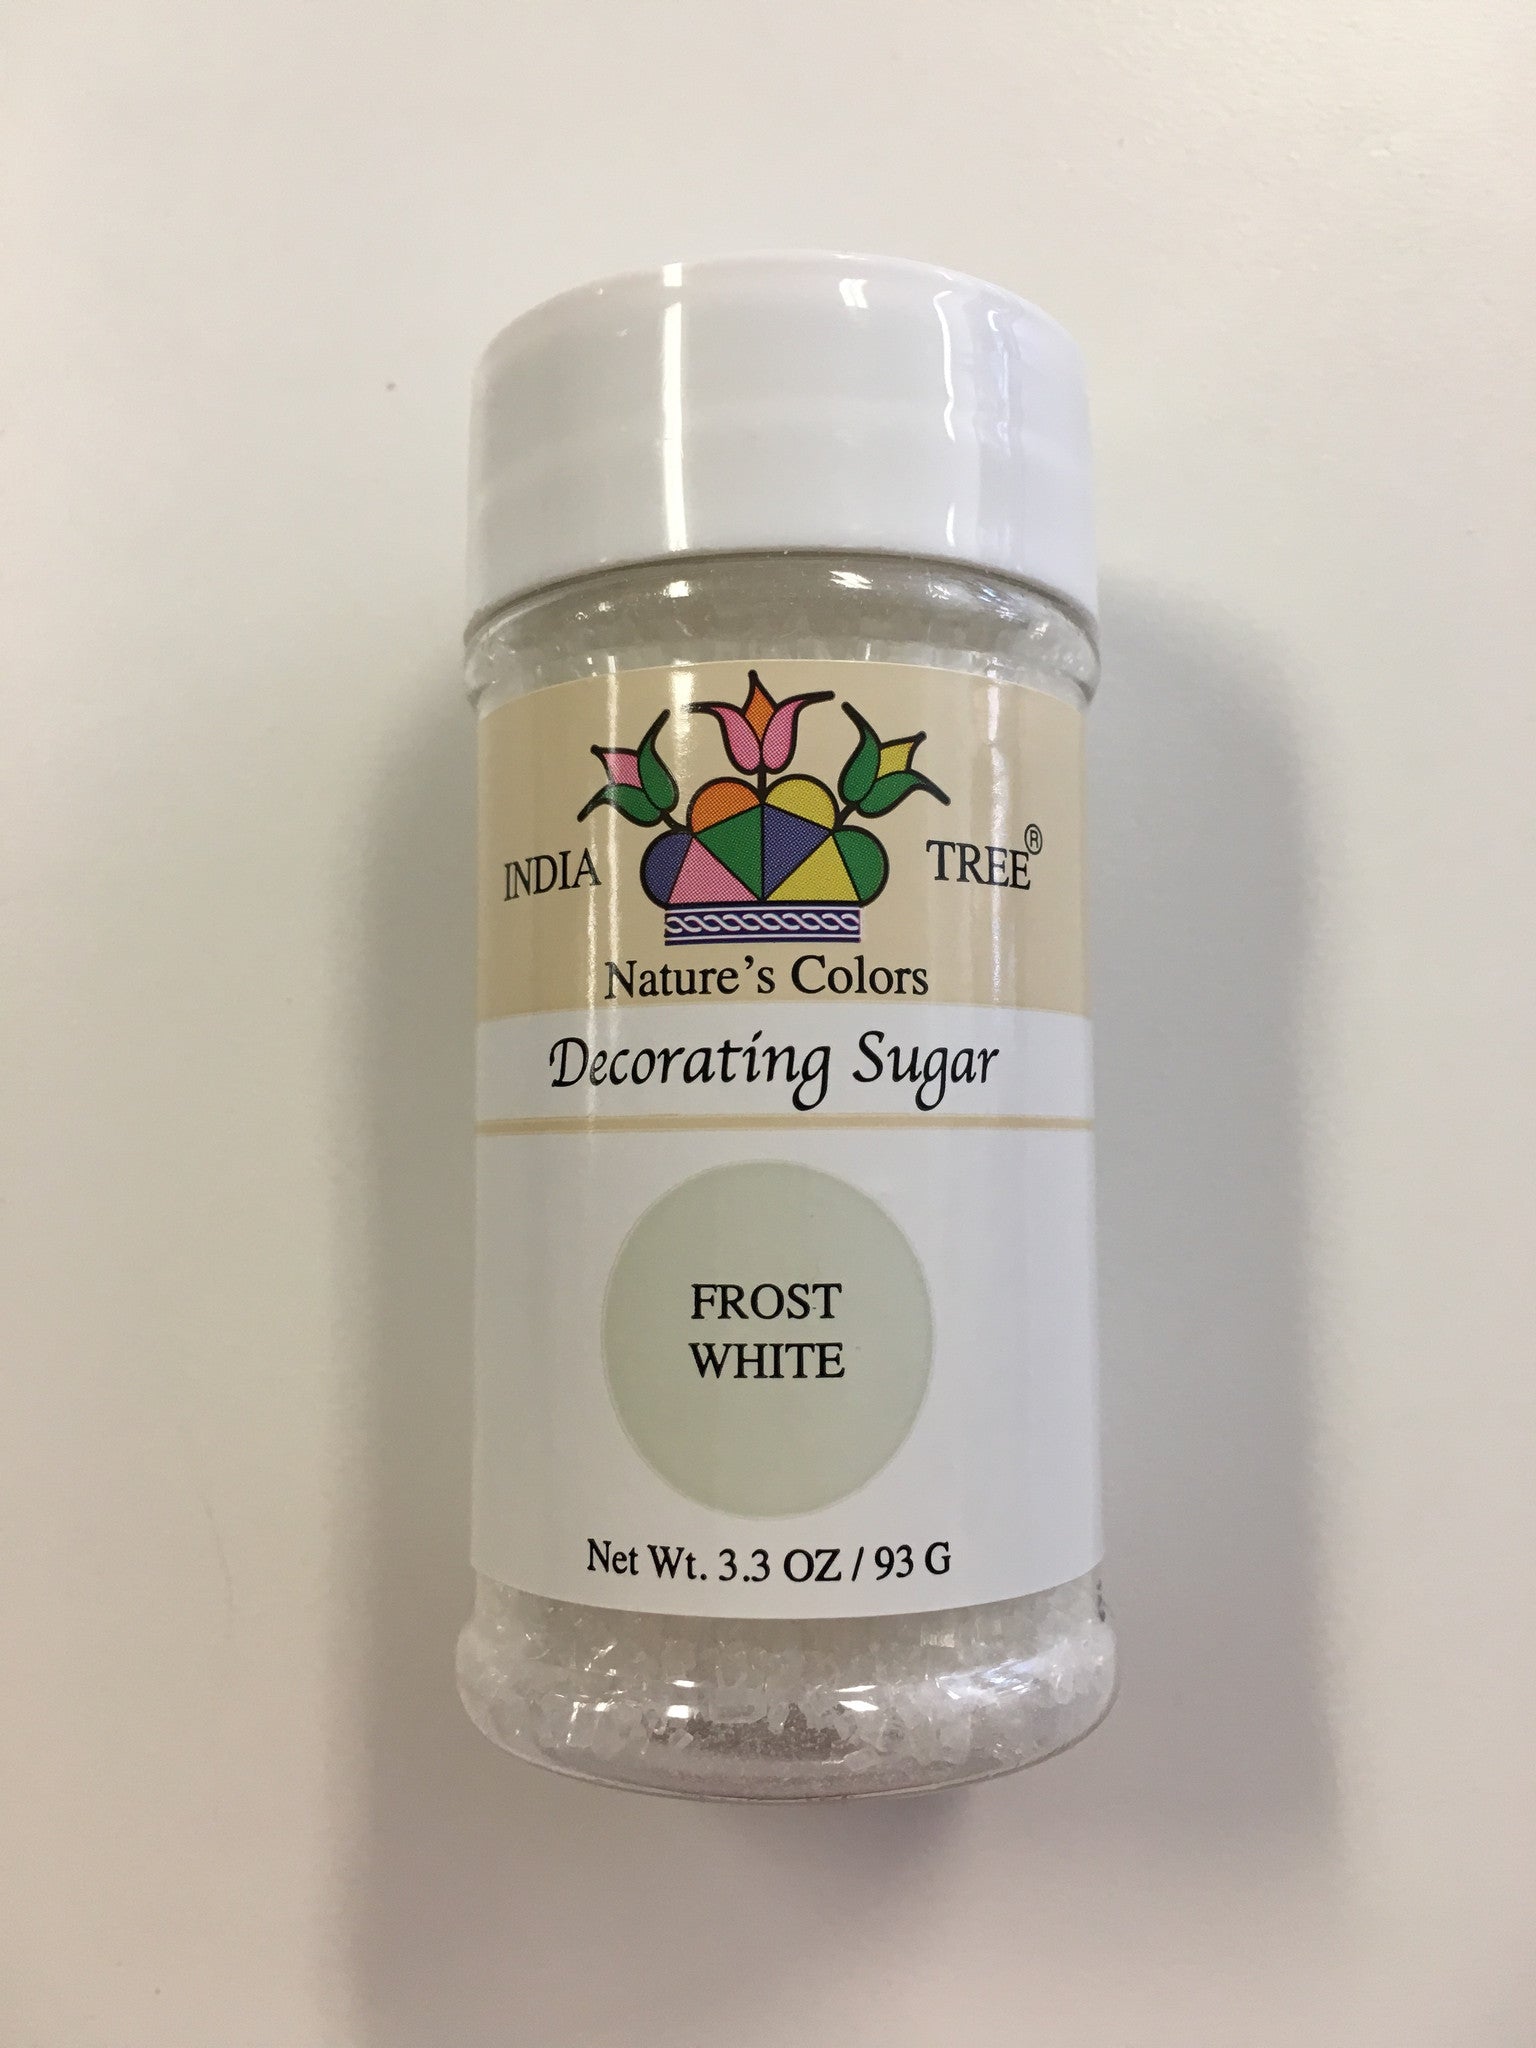 INDIA TREE®
Nature's Colors
Decorating Sugar
FROST
WHITE
Net Wt. 3.3 OZ / 93 G